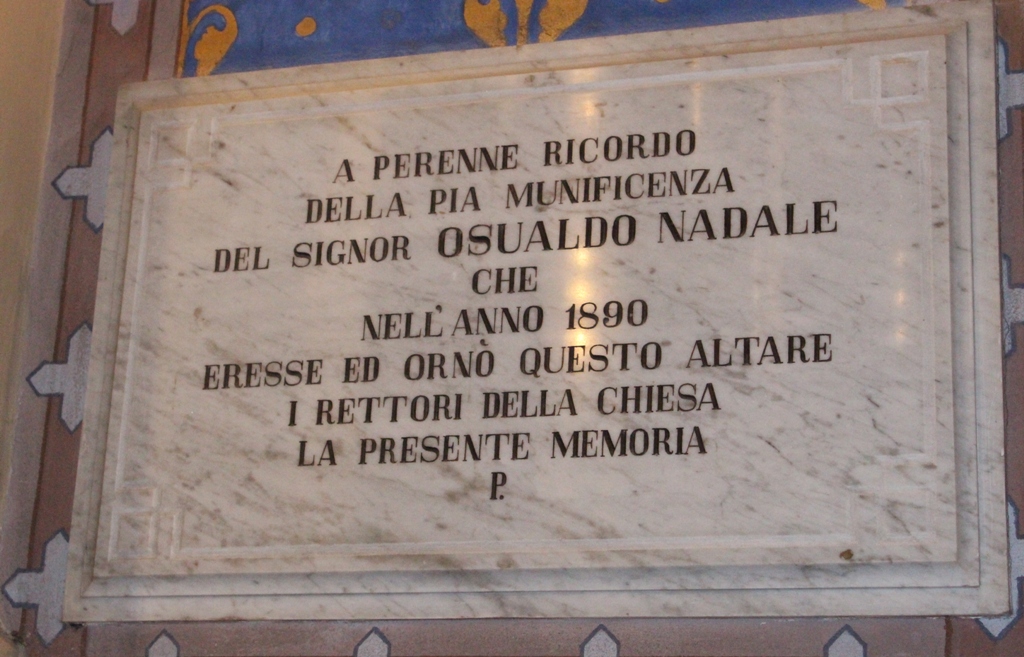 A PERENNE RICORDO
DELLA PIA MUNIFICENZA
DEL SIGNOR OSUALDO NADALE
CHE
NELL'ANNO 1890
ERESSE ED ORNÒ QUESTO ALTARE
I RETTORI DELLA CHIESA
LA PRESENTE MEMORIA
P.